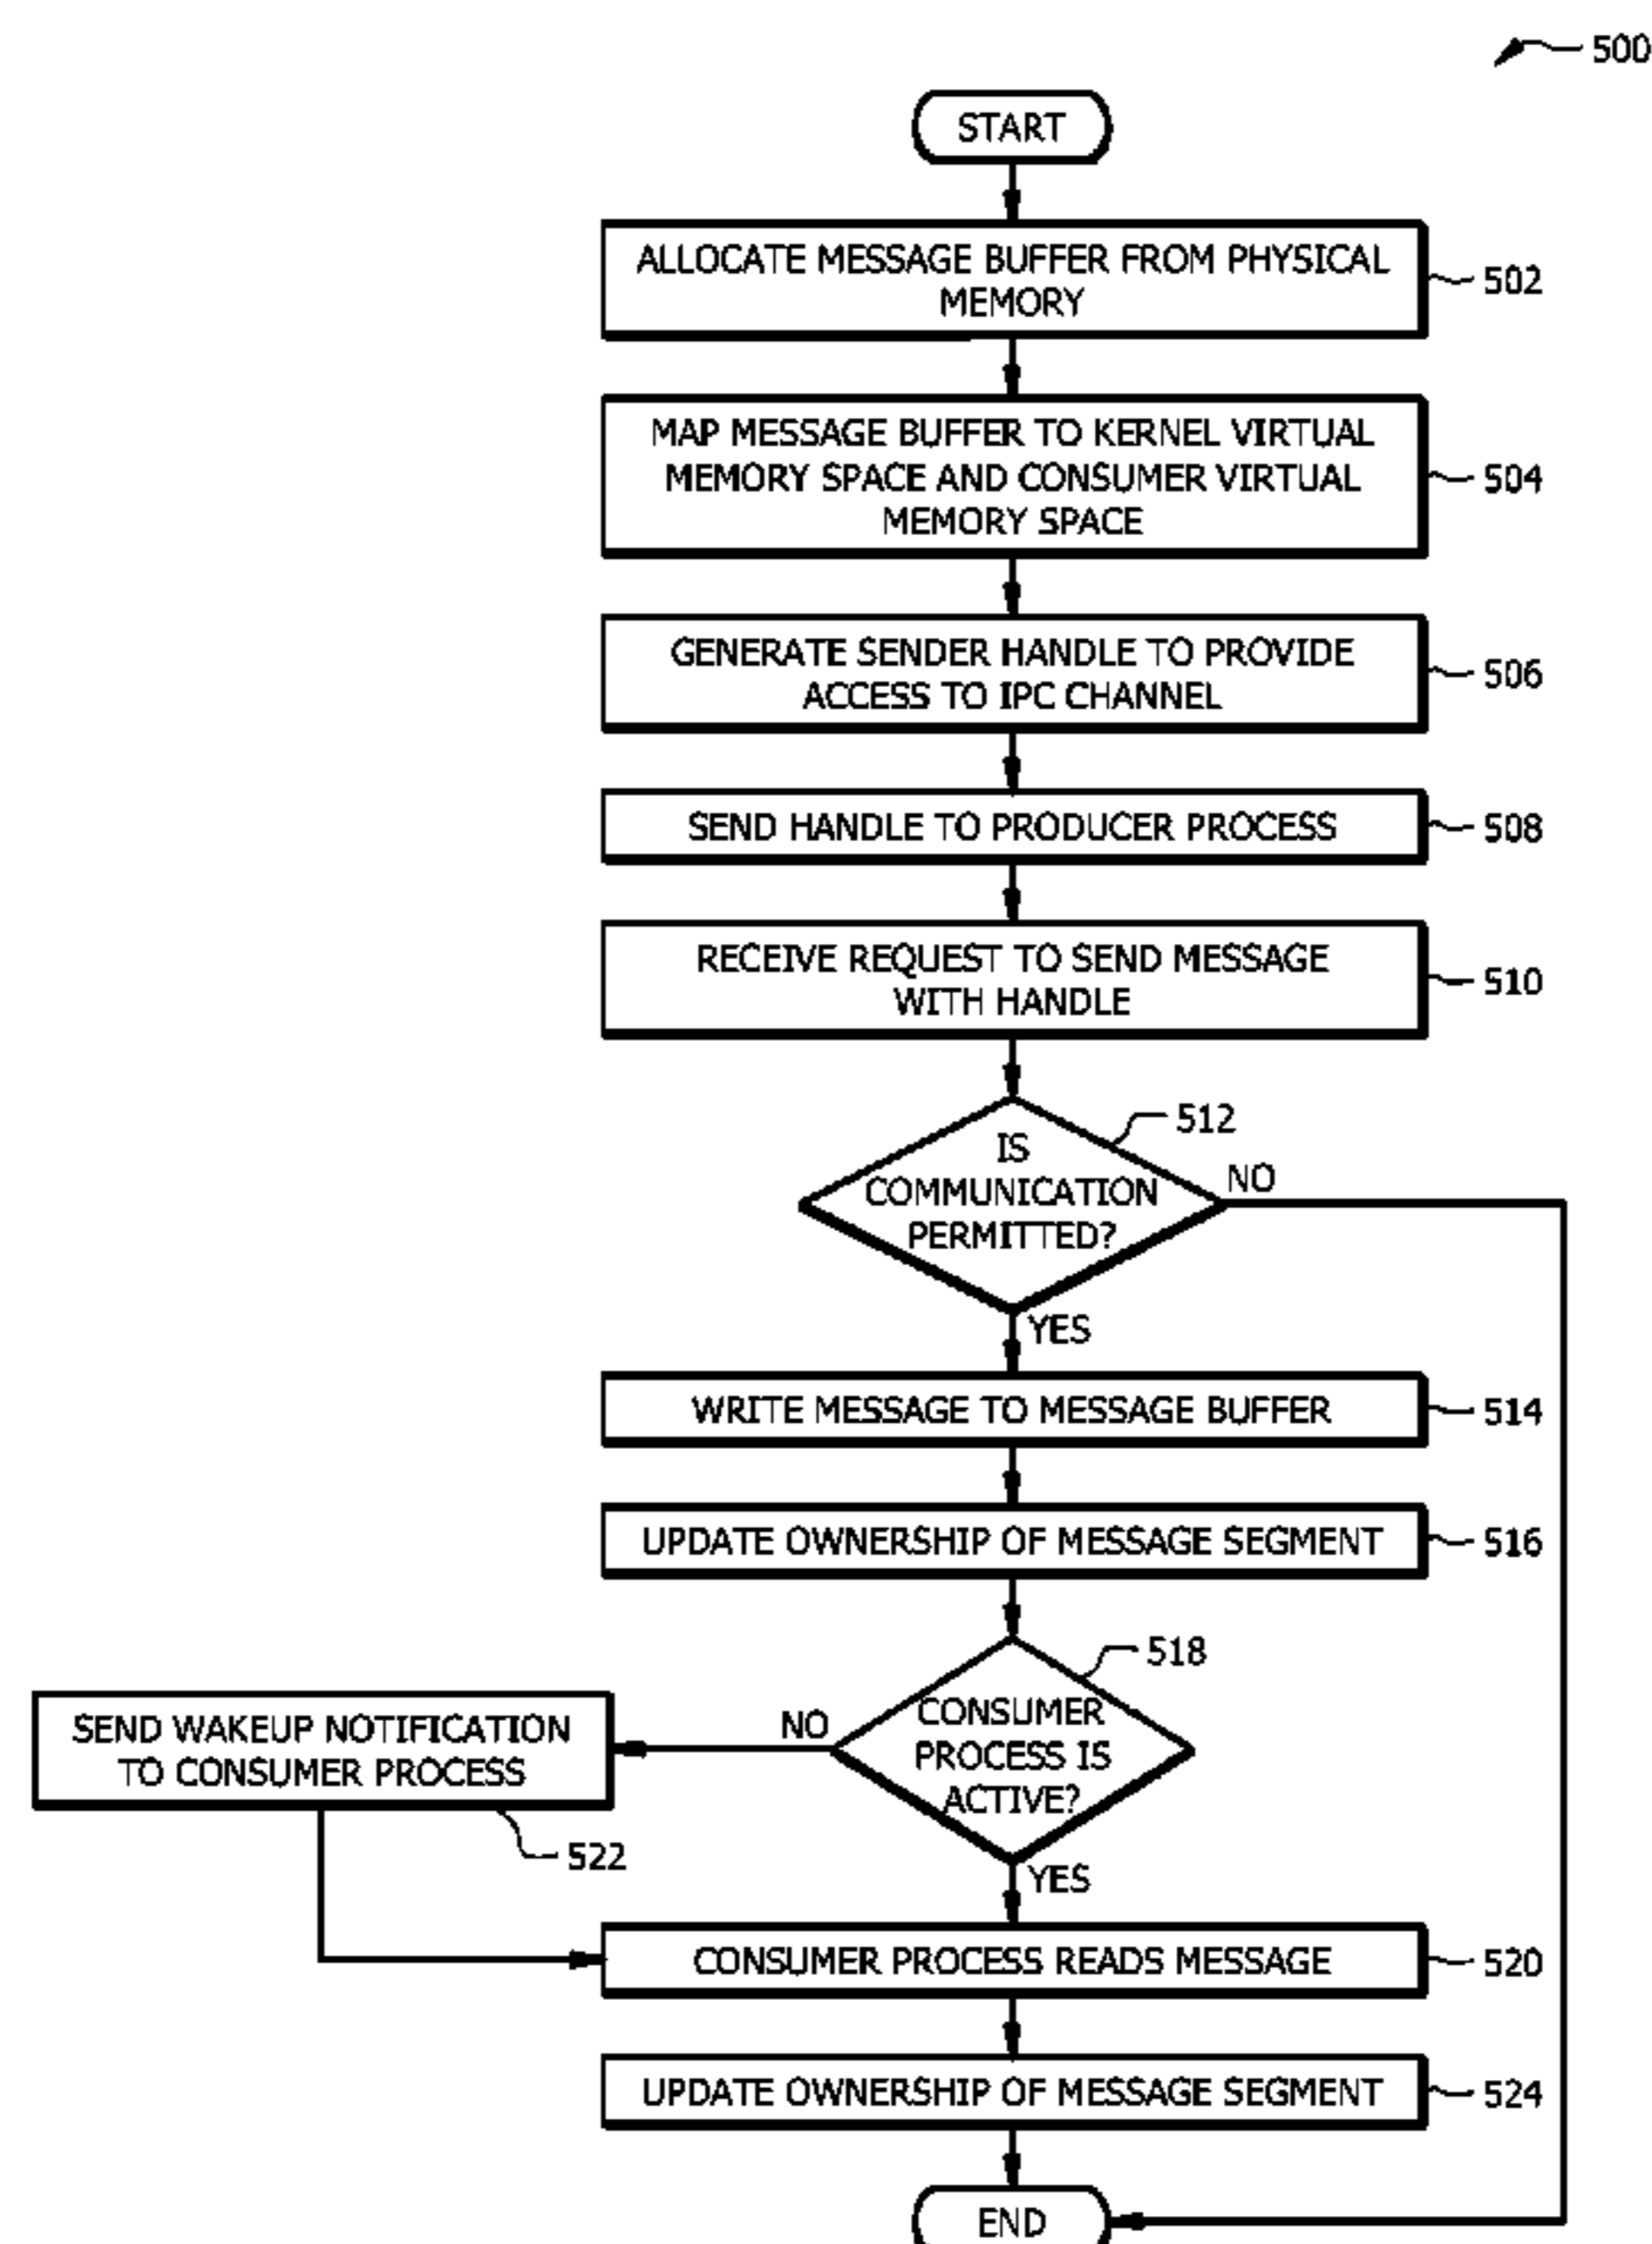 500
START
ALLOCATE MESSAGE BUFFER FROM PHYSICAL
MEMORY
502
MAP MESSAGE BUFFER TO KERNEL VIRTUAL
MEMORY SPACE AND CONSUMER VIRTUAL
MEMORY SPACE
504
GENERATE SENDER HANDLE TO PROVIDE
ACCESS TO IPC CHANNEL
506
SEND HANDLE TO PRODUCER PROCESS
508
RECEIVE REQUEST TO SEND MESSAGE
WITH HANDLE
510
512
IS
COMMUNICATION
PERMITTED?
NO
YES
WRITE MESSAGE TO MESSAGE BUFFER
514
UPDATE OWNERSHIP OF MESSAGE SEGMENT
516
518
CONSUMER
PROCESS IS
ACTIVE?
NO
SEND WAKEUP NOTIFICATION
TO CONSUMER PROCESS
522
YES
CONSUMER PROCESS READS MESSAGE
520
UPDATE OWNERSHIP OF MESSAGE SEGMENT
524
END